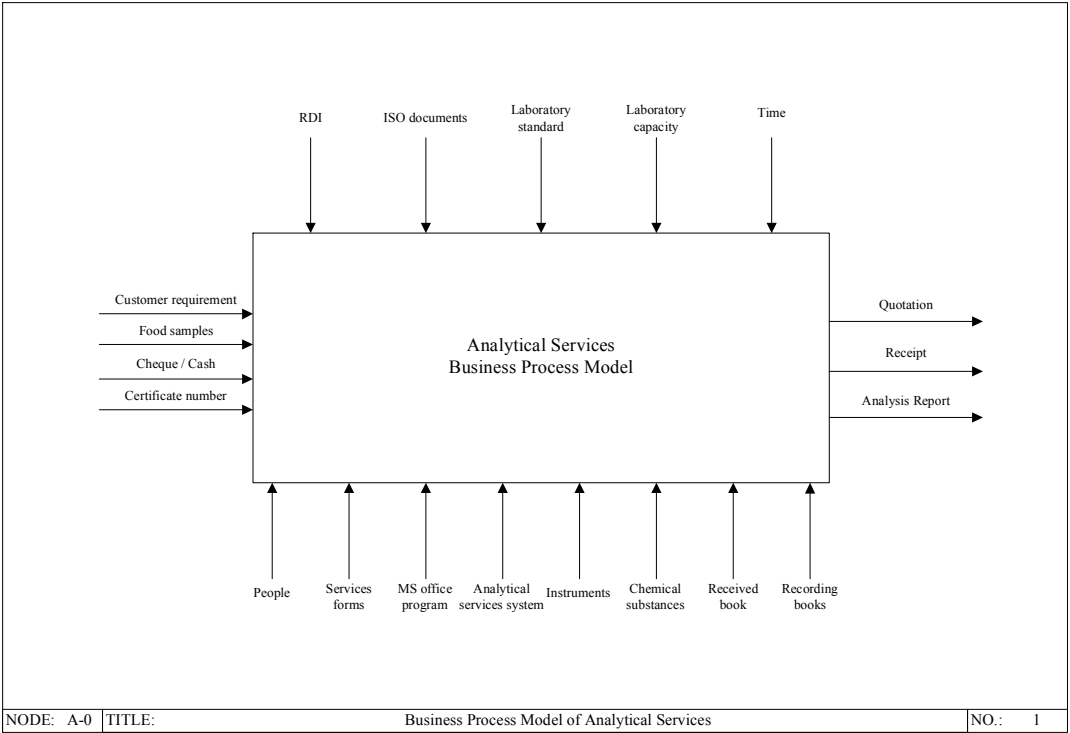 RDI
ISO documents
Laboratory
standard
Laboratory
capacity
Time
Customer requirement
Food samples
Cheque / Cash
Certificate number
Analytical Services
Business Process Model
Quotation
Receipt
Analysis Report
People
Services
forms
MS office
program
Analytical
services system
Instruments
Chemical
substances
Received
book
Recording
books
NODE: A-0 TITLE: Business Process Model of Analytical Services NO.: 1